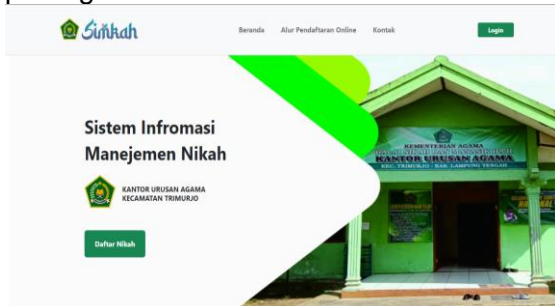 Simkah
Beranda Alur Pendaftaran Online Kontak Login
Sistem Infromasi
Manejemen Nikah
KANTOR URUSAN AGAMA
KECAMATAN TRIMURJO
Daftar Nikah
KEMENTERIAN AGAMA
KANTOR URUSAN AGAMA
KEC. TRIMURJO - KAB. LAMPUNG TENGAH